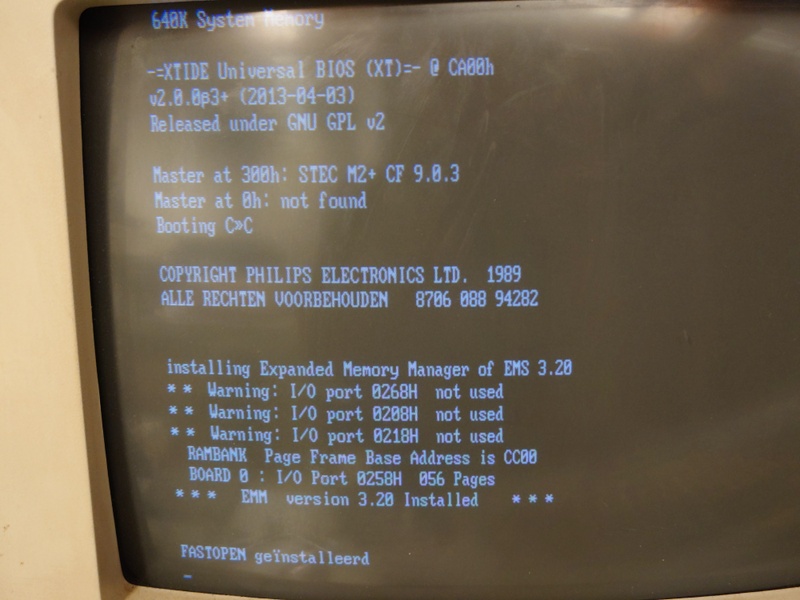 640K System Memory
-=XTIDE Universal BIOS (XT)=- @ CA00h
v2.0.0β3+ (2013-04-03)
Released under GNU GPL v2
Master at 300h: STEC M2+ CF 9.0.3
Master at 0h: not found
Booting C»C
COPYRIGHT PHILIPS ELECTRONICS LTD. 1989
ALLE RECHTEN VOORBEHOUDEN 8706 088 94282
installing Expanded Memory Manager of EMS 3.20
** Warning: I/O port 0268H not used
** Warning: I/O port 0208H not used
** Warning: I/O port 0218H not used
RAMBANK Page Frame Base Address is CC00
BOARD 0 : I/O Port 0258H 056 Pages
*** EMM version 3.20 Installed ***
FASTOPEN geïnstalleerd
_